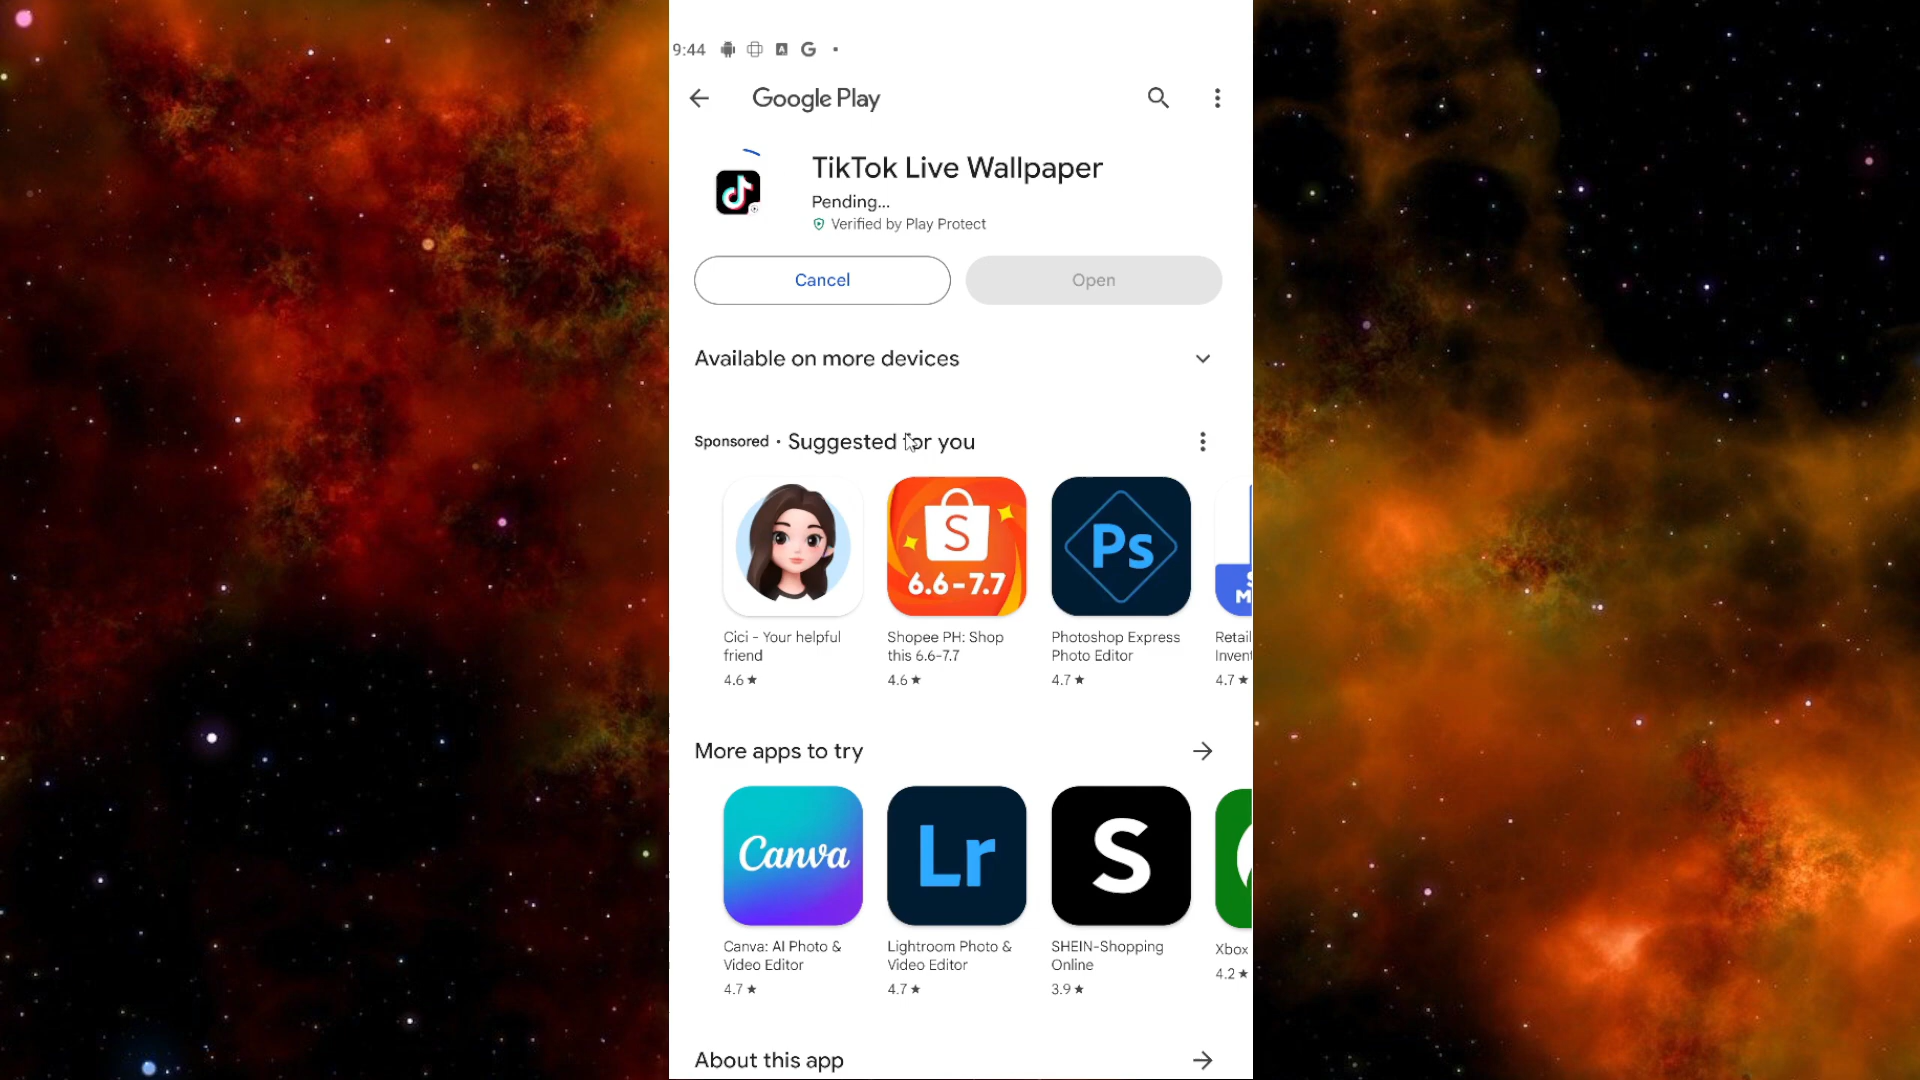 9:44
Google Play
TikTok Live Wallpaper
Pending...
Verified by Play Protect
Cancel
Open
Available on more devices
Sponsored • Suggested for you
S
6.6-7.7
Ps
Cici - Your helpful
friend
4.6 ★
Shopee PH: Shop
this 6.6-7.7
4.6 ★
Photoshop Express
Photo Editor
4.7 ★
Retail
Invent
4.7 ★
More apps to try
Canva
Lr
S
Canva: AI Photo &
Video Editor
4.7 ★
Lightroom Photo &
Video Editor
4.7 ★
SHEIN-Shopping
Online
3.9 ★
Xbox
4.2 ★
About this app